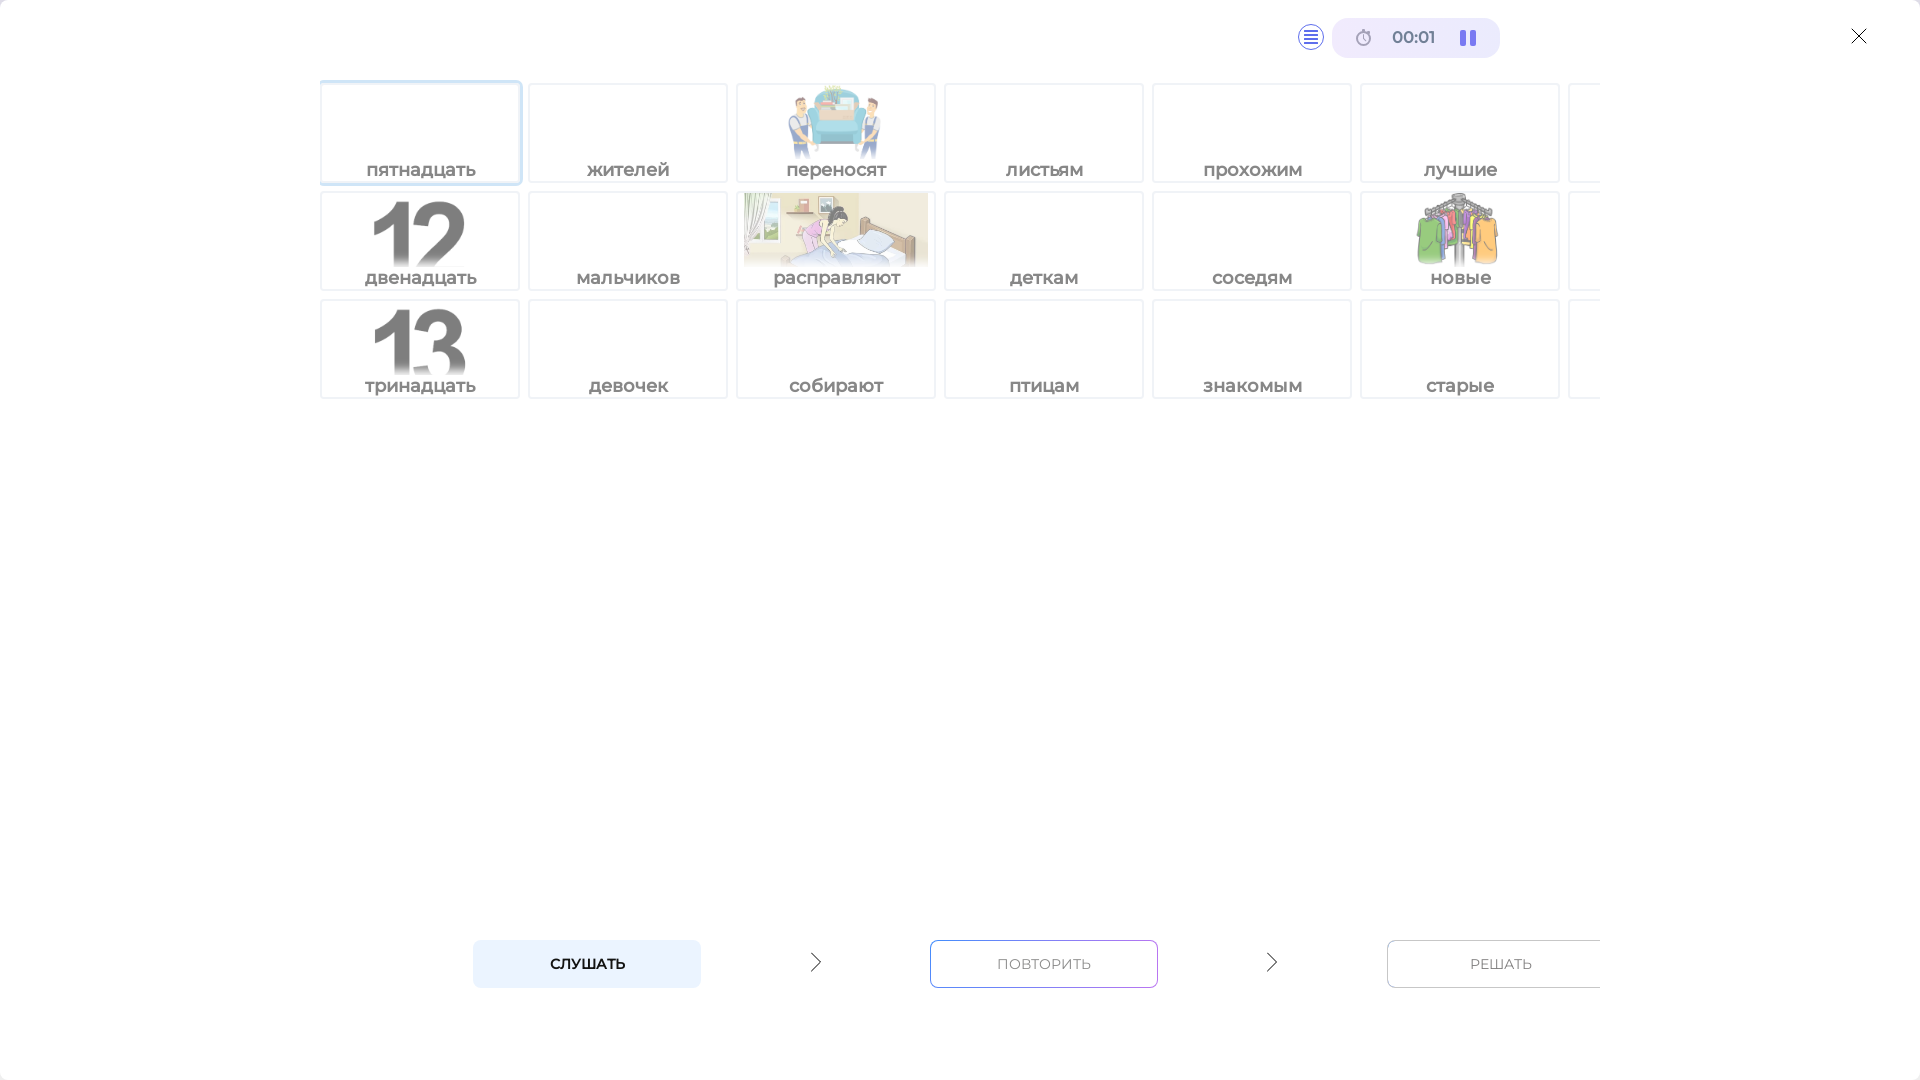 00:01
пятнадцать
жителей
переносят
листьям
прохожим
лучшие
12
двенадцать
мальчиков
расправляют
деткам
соседям
новые
13
тринадцать
девочек
собирают
птицам
знакомым
старые
СЛУШАТЬ
ПОВТОРИТЬ
РЕШАТЬ